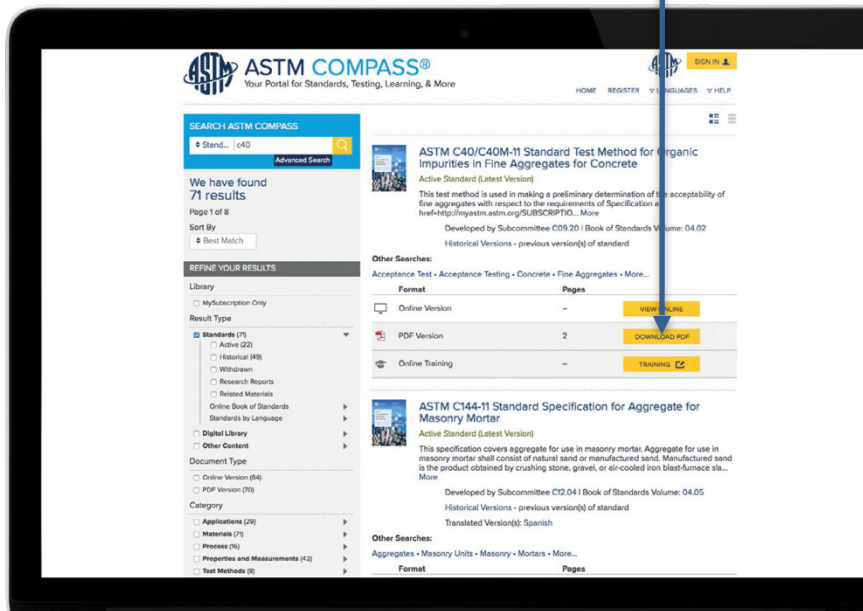 ASTM COMPASS®
Your Portal for Standards, Testing, Learning, & More
SIGN IN
HOME REGISTER LANGUAGES HELP
SEARCH ASTM COMPASS
Stand... c40
Advanced Search
We have found
71 results
Page 1 of 8
Sort By
Best Match
REFINE YOUR RESULTS
Library
MySubscription Only
Result Type
Standards (71)
Active (22)
Historical (49)
Withdrawn
Research Reports
Related Materials
Online Book of Standards
Standards by Language
Digital Library
Other Content
Document Type
Online Version (64)
PDF Version (70)
Category
Applications (29)
Materials (71)
Process (16)
Properties and Measurements (42)
Test Methods (8)
ASTM C40/C40M-11 Standard Test Method for Organic
Impurities in Fine Aggregates for Concrete
Active Standard (Latest Version)
This test method is used in making a preliminary determination of the acceptability of
fine aggregates with respect to the requirements of Specification a
href=http://myastm.astm.org/SUBSCRIPTIO... More
Developed by Subcommittee C09.20 | Book of Standards Volume: 04.02
Historical Versions - previous version(s) of standard
Other Searches:
Acceptance Test • Acceptance Testing • Concrete • Fine Aggregates • More...
Format Pages
Online Version – VIEW ONLINE
PDF Version 2 DOWNLOAD PDF
Online Training – TRAINING
ASTM C144-11 Standard Specification for Aggregate for
Masonry Mortar
Active Standard (Latest Version)
This specification covers aggregate for use in masonry mortar. Aggregate for use in
masonry mortar shall consist of natural sand or manufactured sand. Manufactured sand
is the product obtained by crushing stone, gravel, or air-cooled iron blast-furnace sla...
More
Developed by Subcommittee C12.04 | Book of Standards Volume: 04.05
Historical Versions - previous version(s) of standard
Translated Version(s): Spanish
Other Searches:
Aggregates • Masonry Units • Masonry • Mortars • More...
Format Pages